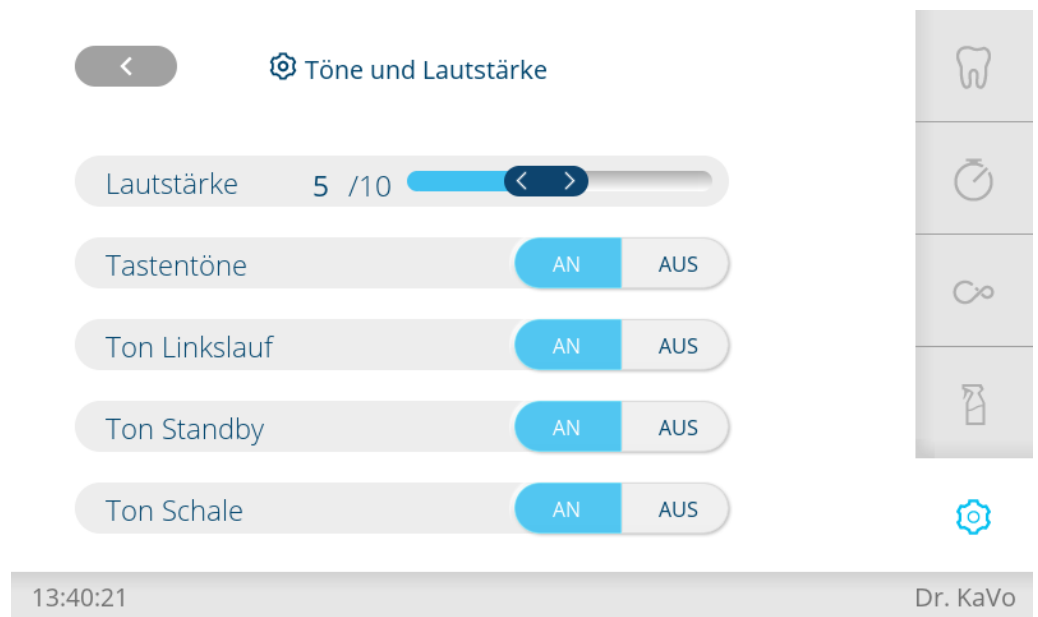 Töne und Lautstärke
Lautstärke 5 /10
Tastentöne AN AUS
Ton Linkslauf AN AUS
Ton Standby AN AUS
Ton Schale AN AUS
13:40:21 Dr. KaVo